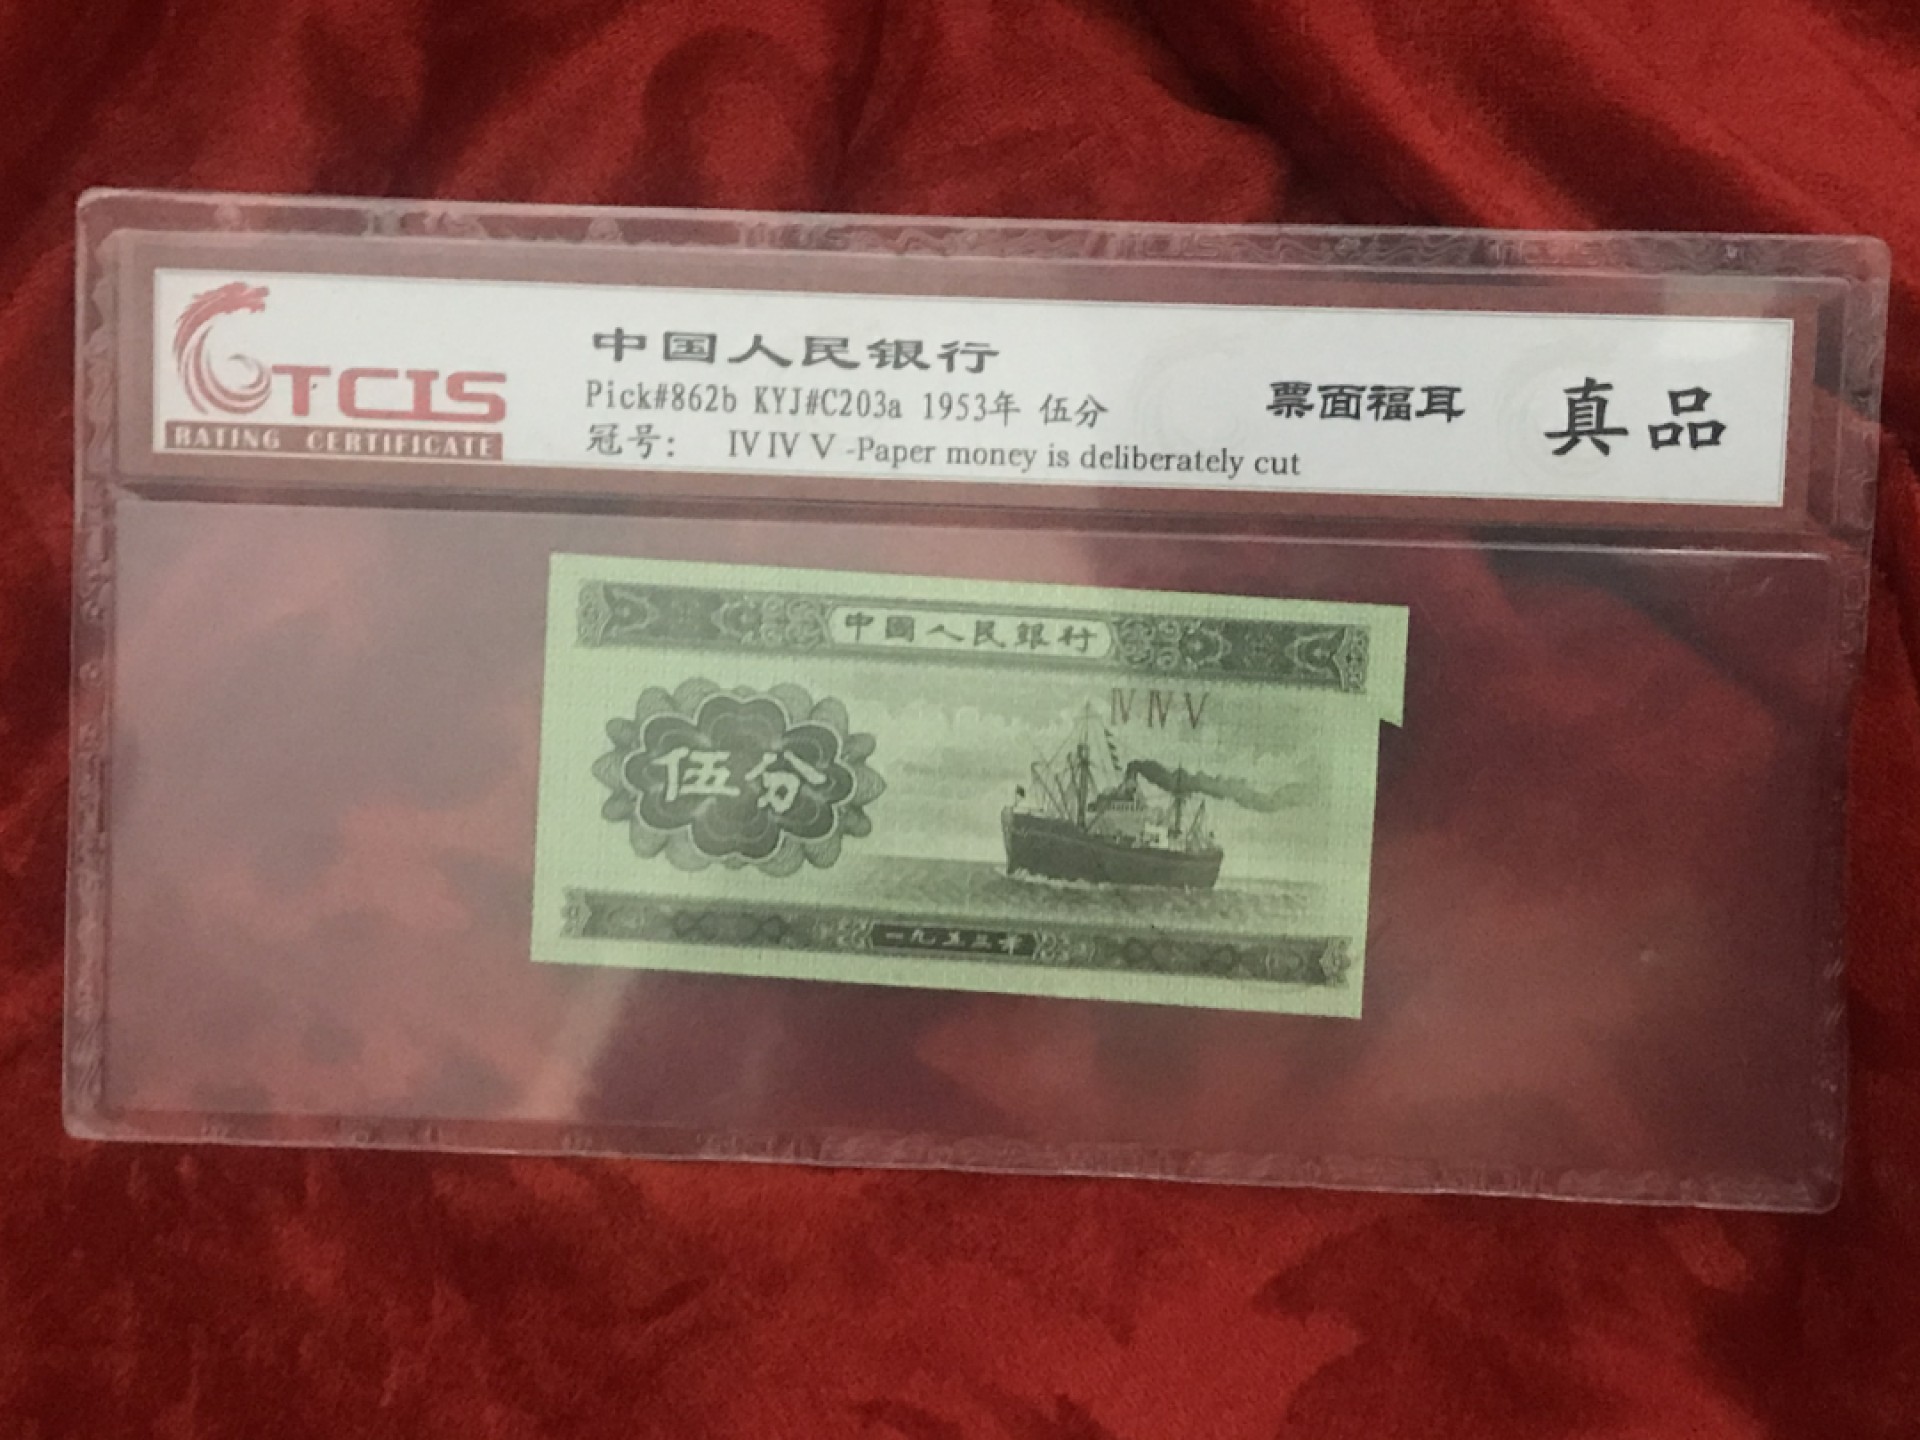 TCIS
RATING CERTIFICATE
中国人民银行
Pick#862b KYJ#C203a 1953年 伍分
冠号: IV IV V -Paper money is deliberately cut
票面福耳
真品
中國人民銀行
IV IV V
伍分
一九五三年